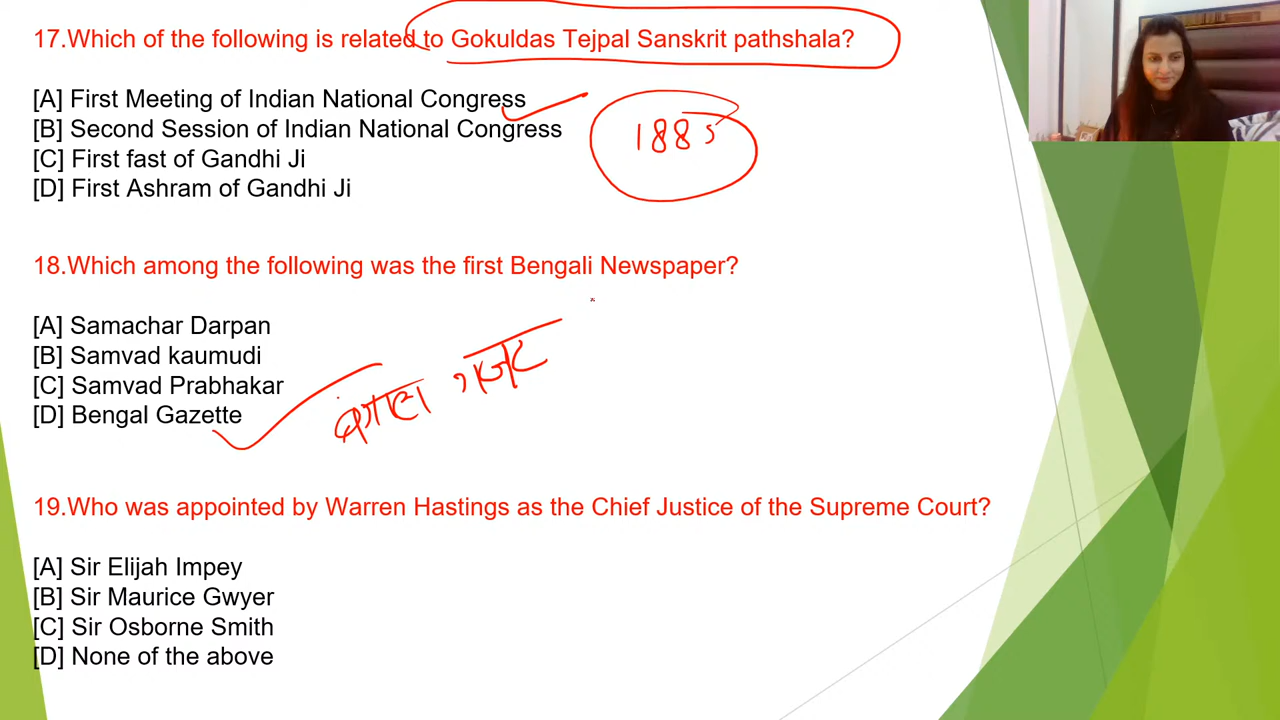 17.Which of the following is related to Gokuldas Tejpal Sanskrit pathshala?
[A] First Meeting of Indian National Congress
[B] Second Session of Indian National Congress
[C] First fast of Gandhi Ji
[D] First Ashram of Gandhi Ji
1885
18.Which among the following was the first Bengali Newspaper?
[A] Samachar Darpan
[B] Samvad kaumudi
[C] Samvad Prabhakar
[D] Bengal Gazette
19.Who was appointed by Warren Hastings as the Chief Justice of the Supreme Court?
[A] Sir Elijah Impey
[B] Sir Maurice Gwyer
[C] Sir Osborne Smith
[D] None of the above